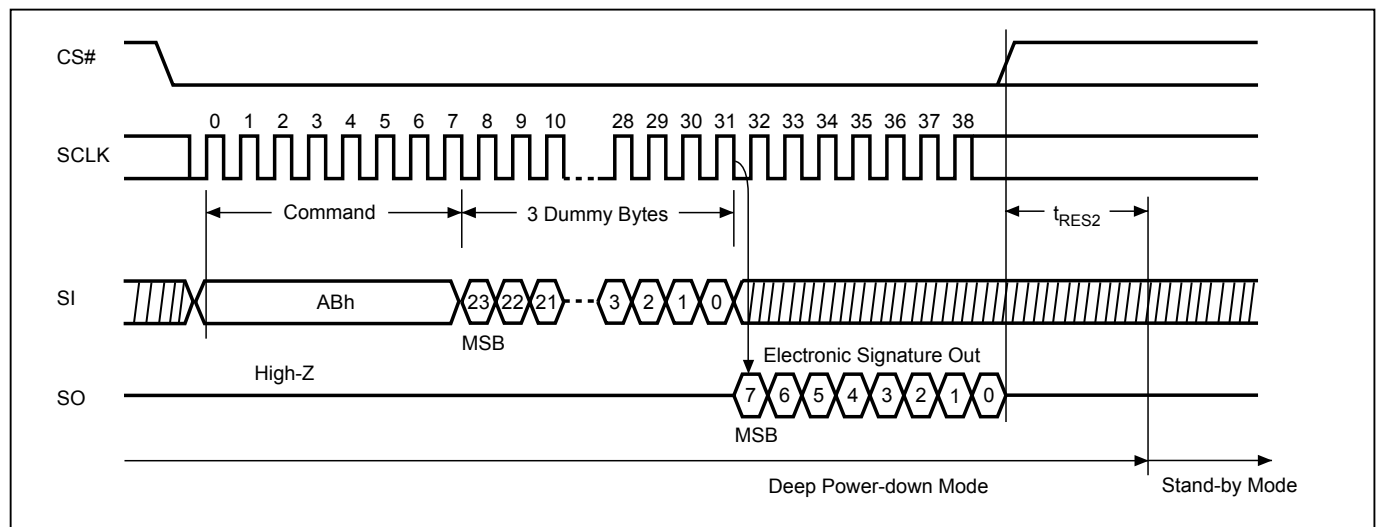 CS#
0 1 2 3 4 5 6 7 8 9 10 28 29 30 31 32 33 34 35 36 37 38
SCLK
Command 3 Dummy Bytes tRES2
SI ABh 23 22 21 3 2 1 0
MSB
Electronic Signature Out
High-Z
SO 7 6 5 4 3 2 1 0
MSB
Deep Power-down Mode Stand-by Mode